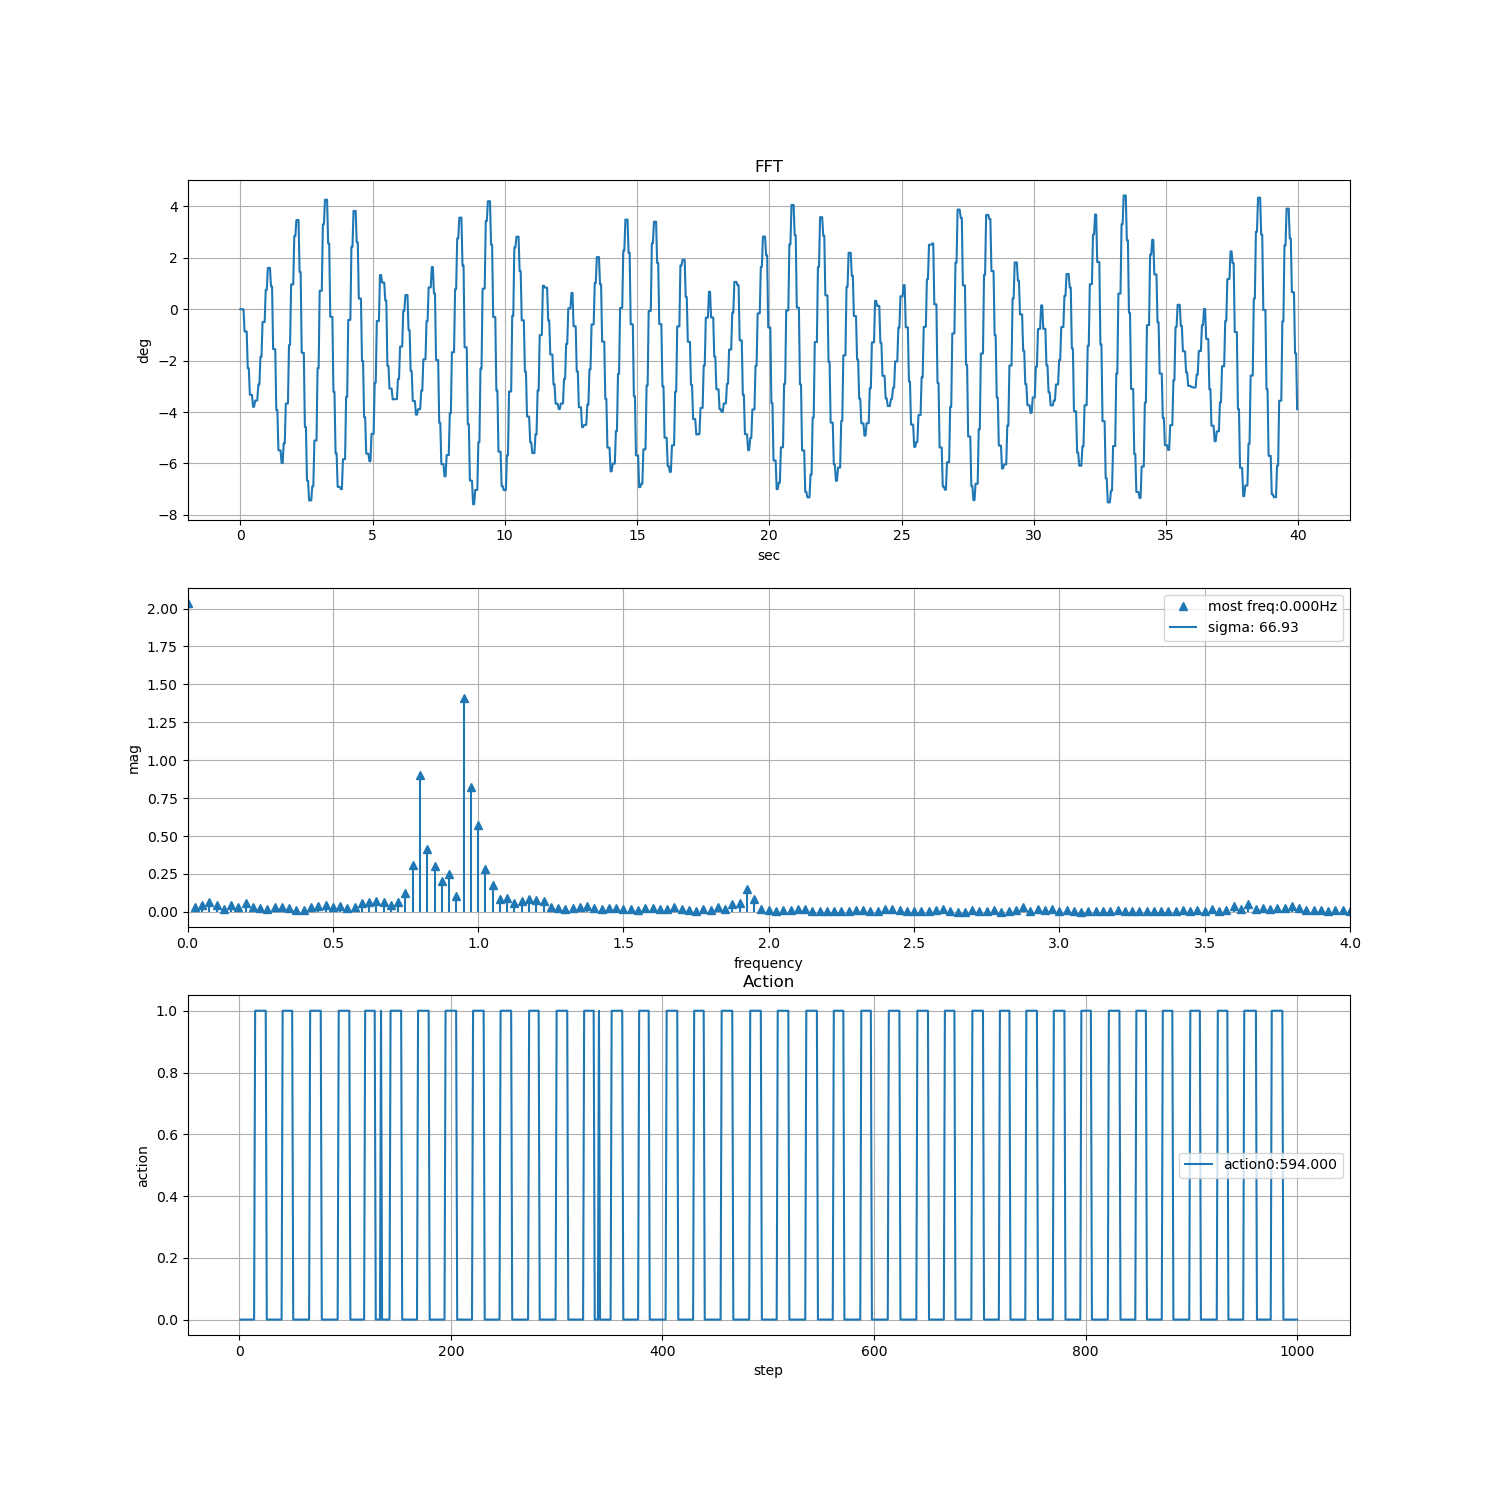 FFT
4
2
0
−2
−4
−6
−8
deg
0 5 10 15 20 25 30 35 40
sec
2.00
1.75
1.50
1.25
1.00
0.75
0.50
0.25
0.00
mag
most freq:0.000Hz
sigma: 66.93
0.0 0.5 1.0 1.5 2.0 2.5 3.0 3.5 4.0
frequency
Action
1.0
0.8
0.6
0.4
0.2
0.0
action
action0:594.000
0 200 400 600 800 1000
step